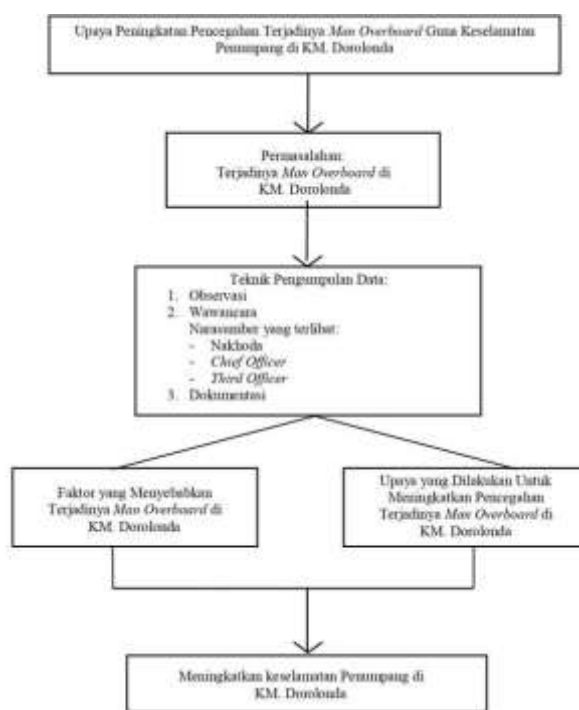 Upaya Peningkatan Pencegahan Terjadinya Man Overboard Guna Keselamatan
Penumpang di KM. Dorolonda
Permasalahan:
Terjadinya Man Overboard di
KM. Dorolonda
Teknik Pengumpulan Data:
1. Observasi
2. Wawancara
Narasumber yang terlibat:
- Nakhoda
- Chief Officer
- Third Officer
3. Dokumentasi
Faktor yang Menyebabkan
Terjadinya Man Overboard di
KM. Dorolonda
Upaya yang Dilakukan Untuk
Meningkatkan Pencegahan
Terjadinya Man Overboard di
KM. Dorolonda
Meningkatkan keselamatan Penumpang di
KM. Dorolonda